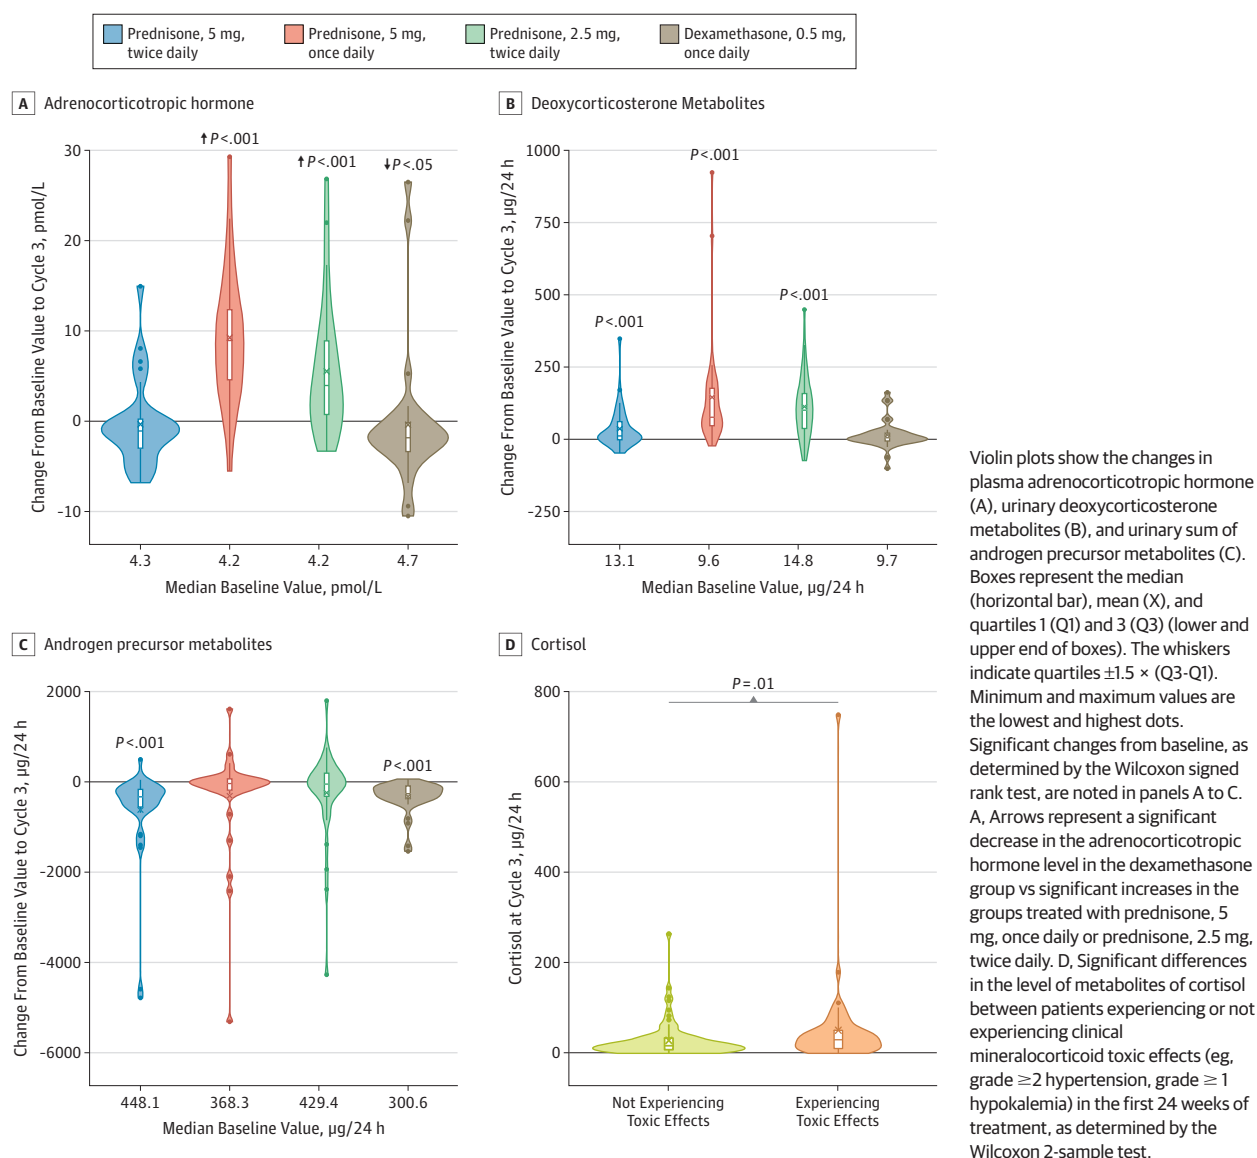 Prednisone, 5 mg,
twice daily
Prednisone, 5 mg,
once daily
Prednisone, 2.5 mg,
twice daily
Dexamethasone, 0.5 mg,
once daily
A Adrenocorticotropic hormone
Change From Baseline Value to Cycle 3, pmol/L
30
20
10
0
-10
↑P<.001
↑P<.001
↓P<.05
4.3 4.2 4.2 4.7
Median Baseline Value, pmol/L
B Deoxycorticosterone Metabolites
Change From Baseline Value to Cycle 3, μg/24 h
1000
750
500
250
0
-250
P<.001
P<.001
P<.001
13.1 9.6 14.8 9.7
Median Baseline Value, μg/24 h
C Androgen precursor metabolites
Change From Baseline Value to Cycle 3, μg/24 h
2000
0
-2000
-4000
-6000
P<.001
P<.001
448.1 368.3 429.4 300.6
Median Baseline Value, μg/24 h
D Cortisol
Cortisol at Cycle 3, μg/24 h
800
600
400
200
0
P=.01
Not Experiencing
Toxic Effects
Experiencing
Toxic Effects
Violin plots show the changes in
plasma adrenocorticotropic hormone
(A), urinary deoxycorticosterone
metabolites (B), and urinary sum of
androgen precursor metabolites (C).
Boxes represent the median
(horizontal bar), mean (X), and
quartiles 1 (Q1) and 3 (Q3) (lower and
upper end of boxes). The whiskers
indicate quartiles ±1.5 × (Q3-Q1).
Minimum and maximum values are
the lowest and highest dots.
Significant changes from baseline, as
determined by the Wilcoxon signed
rank test, are noted in panels A to C.
A, Arrows represent a significant
decrease in the adrenocorticotropic
hormone level in the dexamethasone
group vs significant increases in the
groups treated with prednisone, 5
mg, once daily or prednisone, 2.5 mg,
twice daily. D, Significant differences
in the level of metabolites of cortisol
between patients experiencing or not
experiencing clinical
mineralocorticoid toxic effects (eg,
grade ≥2 hypertension, grade ≥ 1
hypokalemia) in the first 24 weeks of
treatment, as determined by the
Wilcoxon 2-sample test.